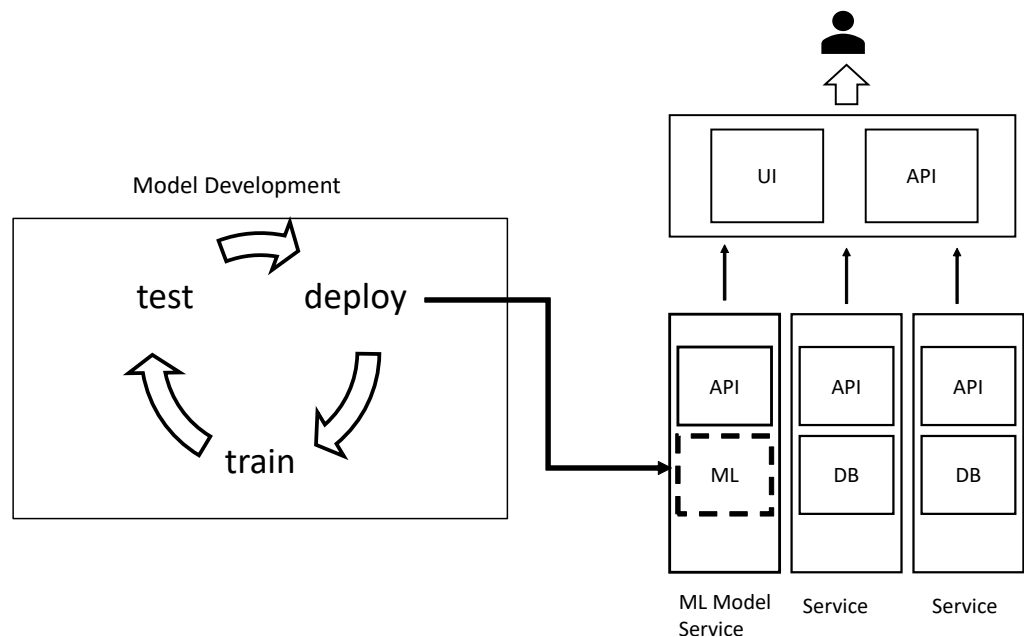 UI
API
Model Development
test
deploy
train
API
API
API
ML
DB
DB
ML Model
Service
Service
Service